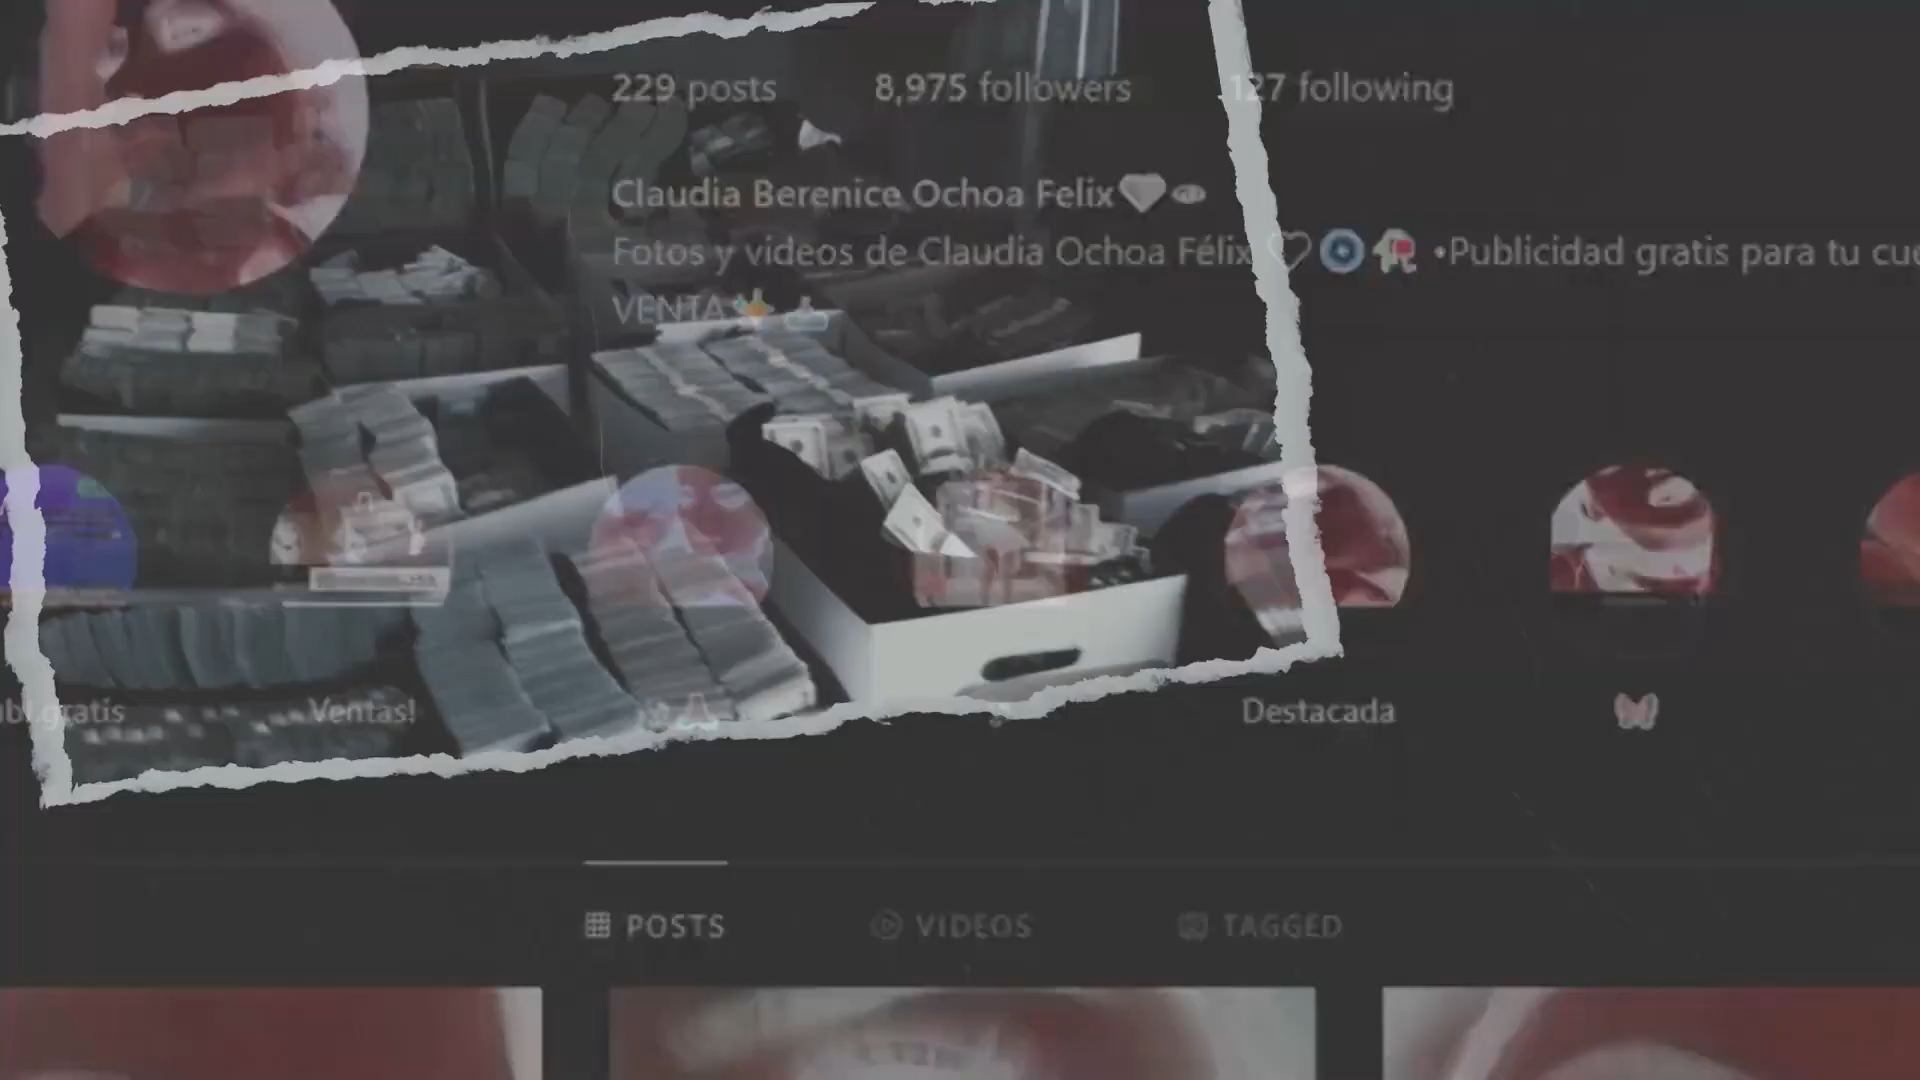 229 posts 8,975 followers 127 following
Claudia Berenice Ochoa Felix
Fotos y videos de Claudia Ochoa Félix •Publicidad gratis para tu
VENTA
gratis Ventas! Destacada
POSTS VIDEOS TAGGED